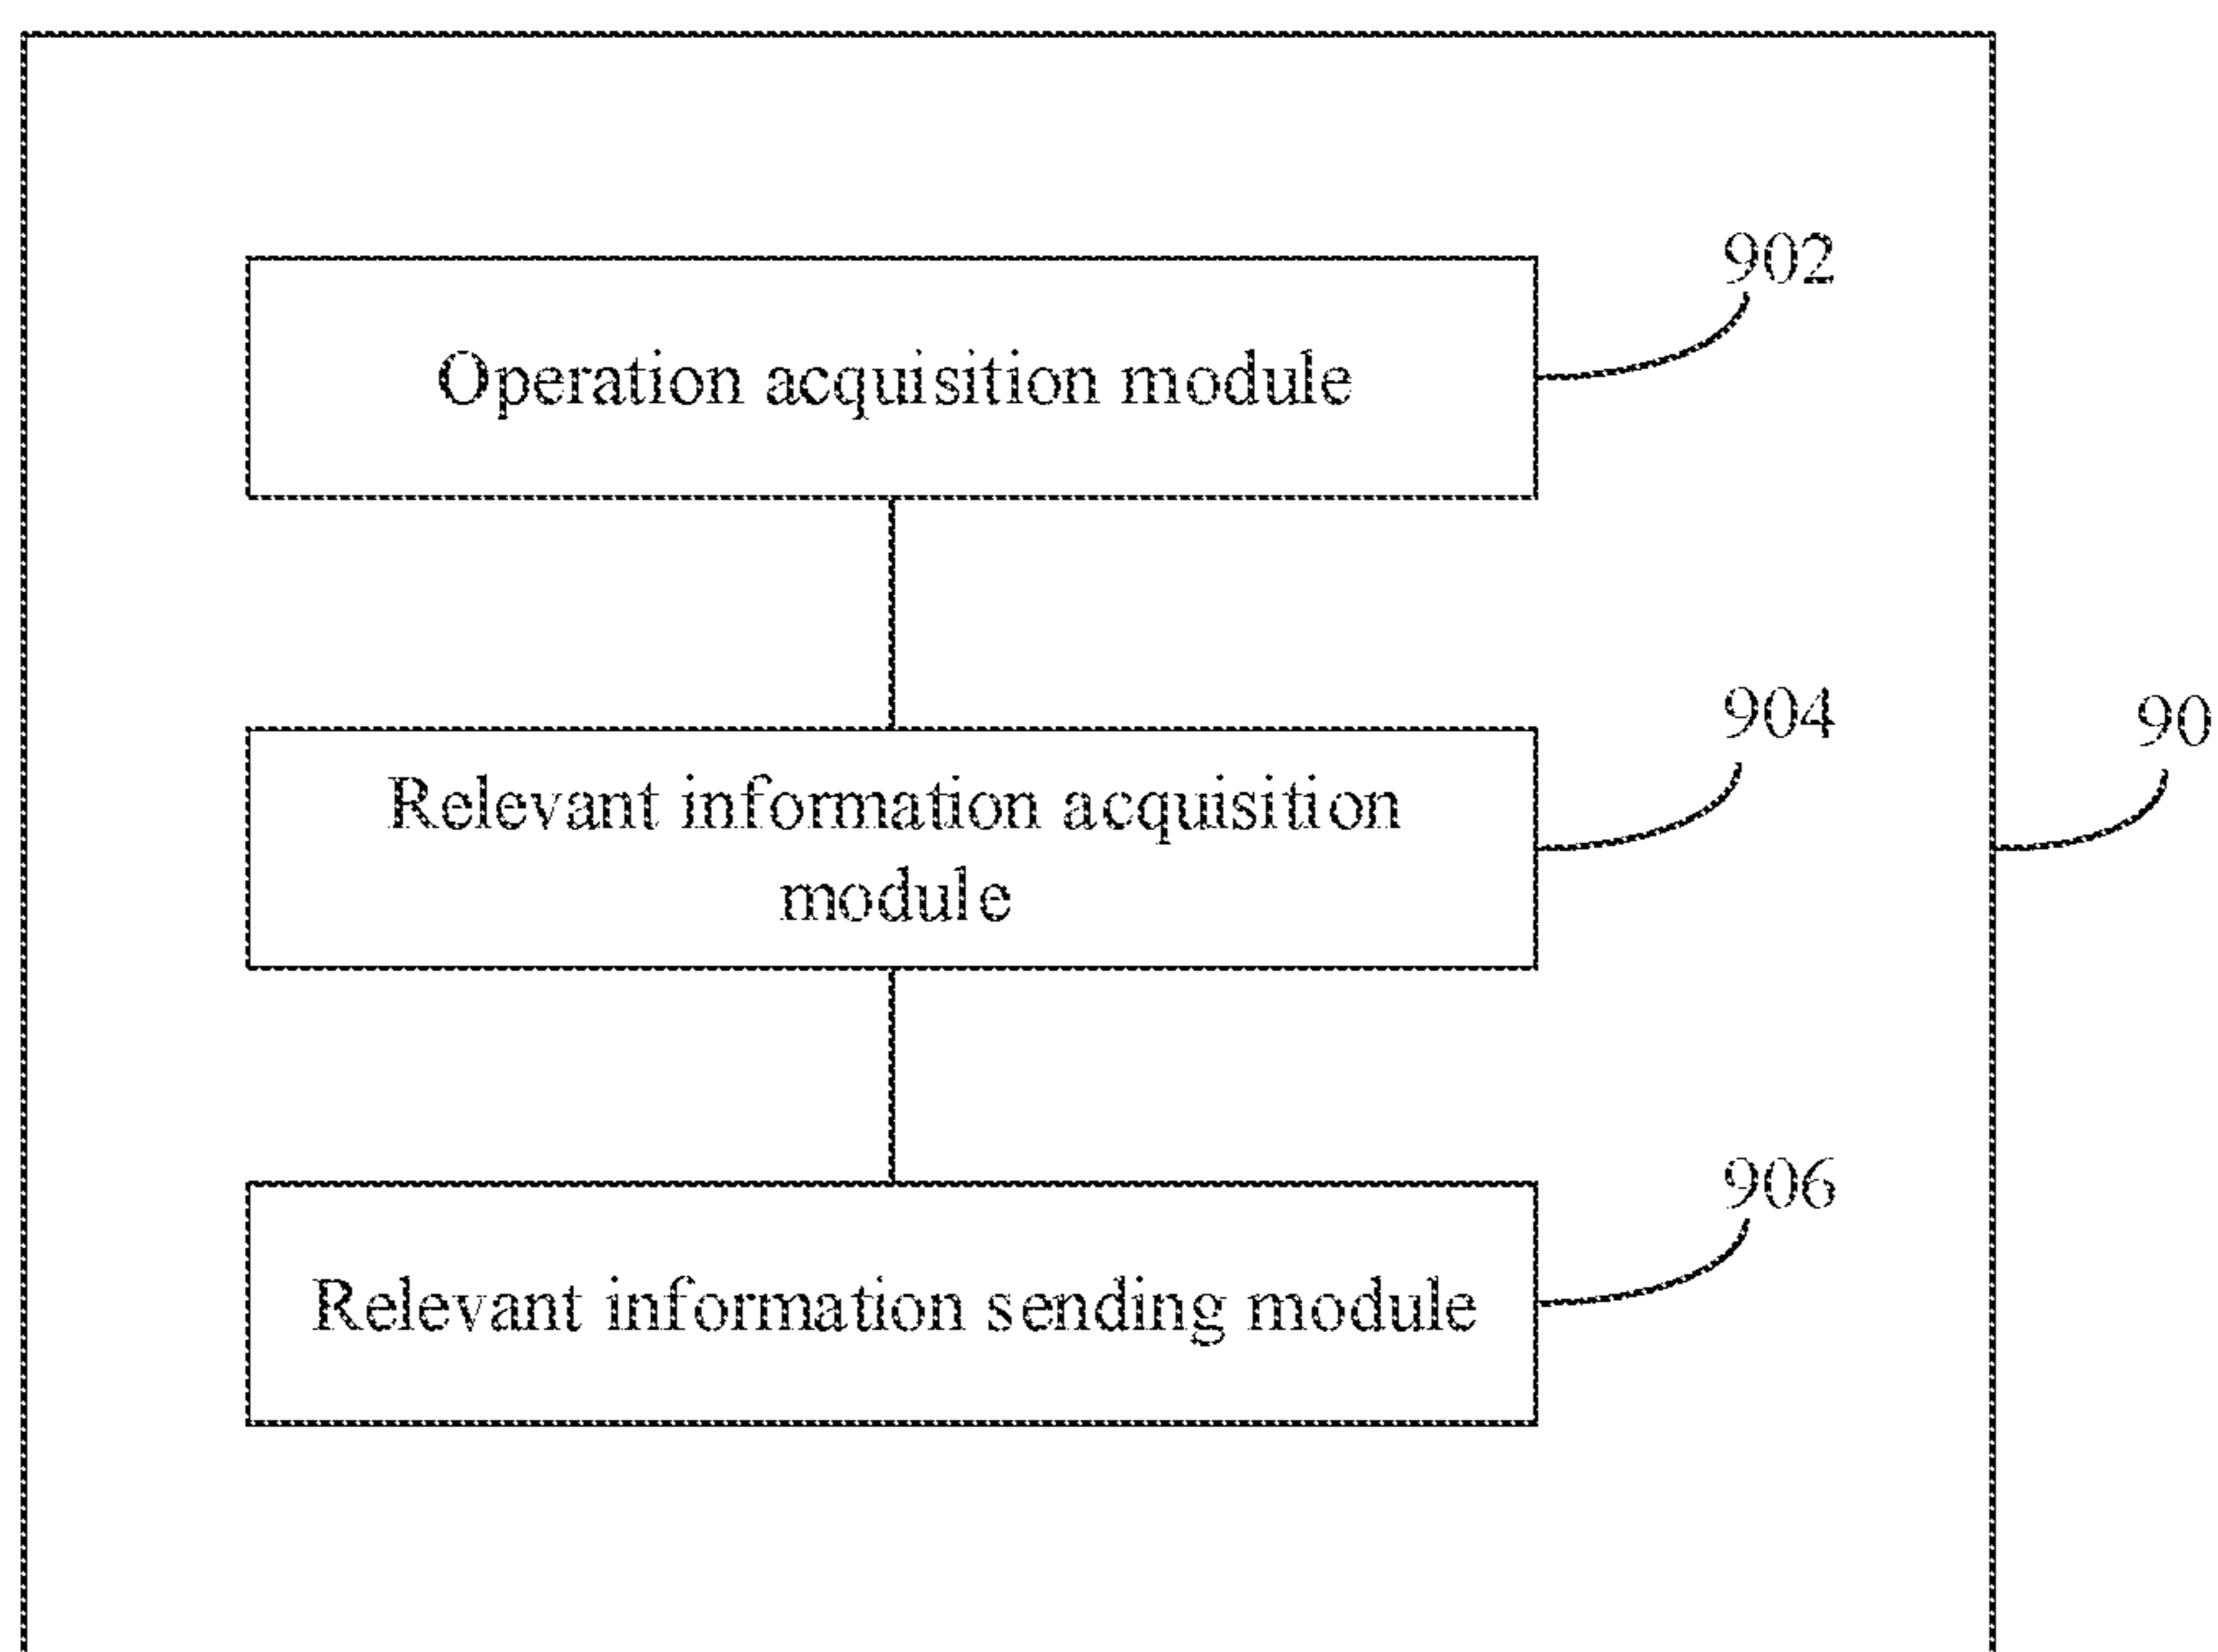 902
Operation acquisition module
904
90
Relevant information acquisition
module
906
Relevant information sending module